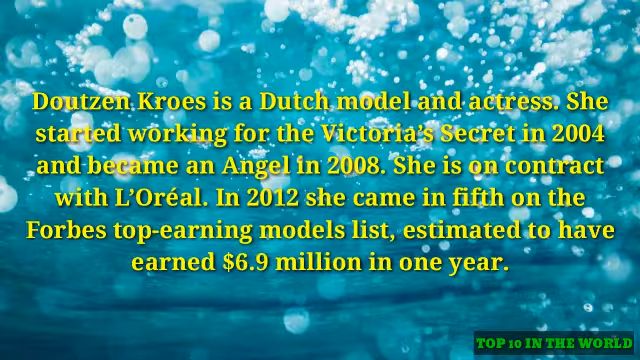 Doutzen Kroes is a Dutch model and actress. She
started working for the Victoria's Secret in 2004
and became an Angel in 2008. She is on contract
with L'Oréal. In 2012 she came in fifth on the
Forbes top-earning models list, estimated to have
earned $6.9 million in one year.
TOP 10 IN THE WORLD